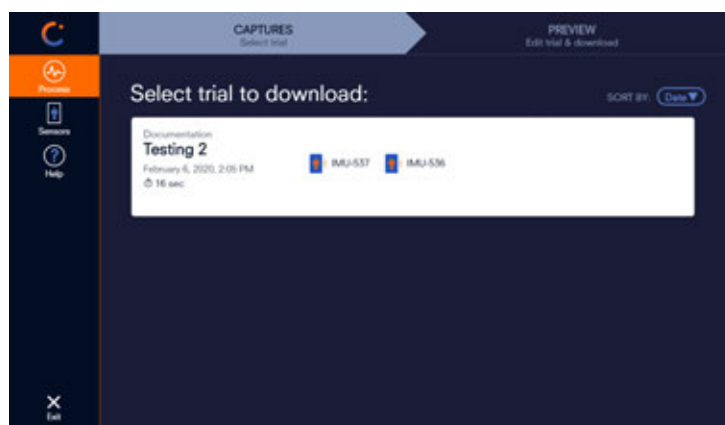 CAPTURES
Select trial
PREVIEW
Edit trial & download
Process
Sensors
Help
Exit
Select trial to download:
SORT BY: Date
Documentation
Testing 2
February 6, 2020, 2:05 PM
16 sec
IMU-537
IMU-536